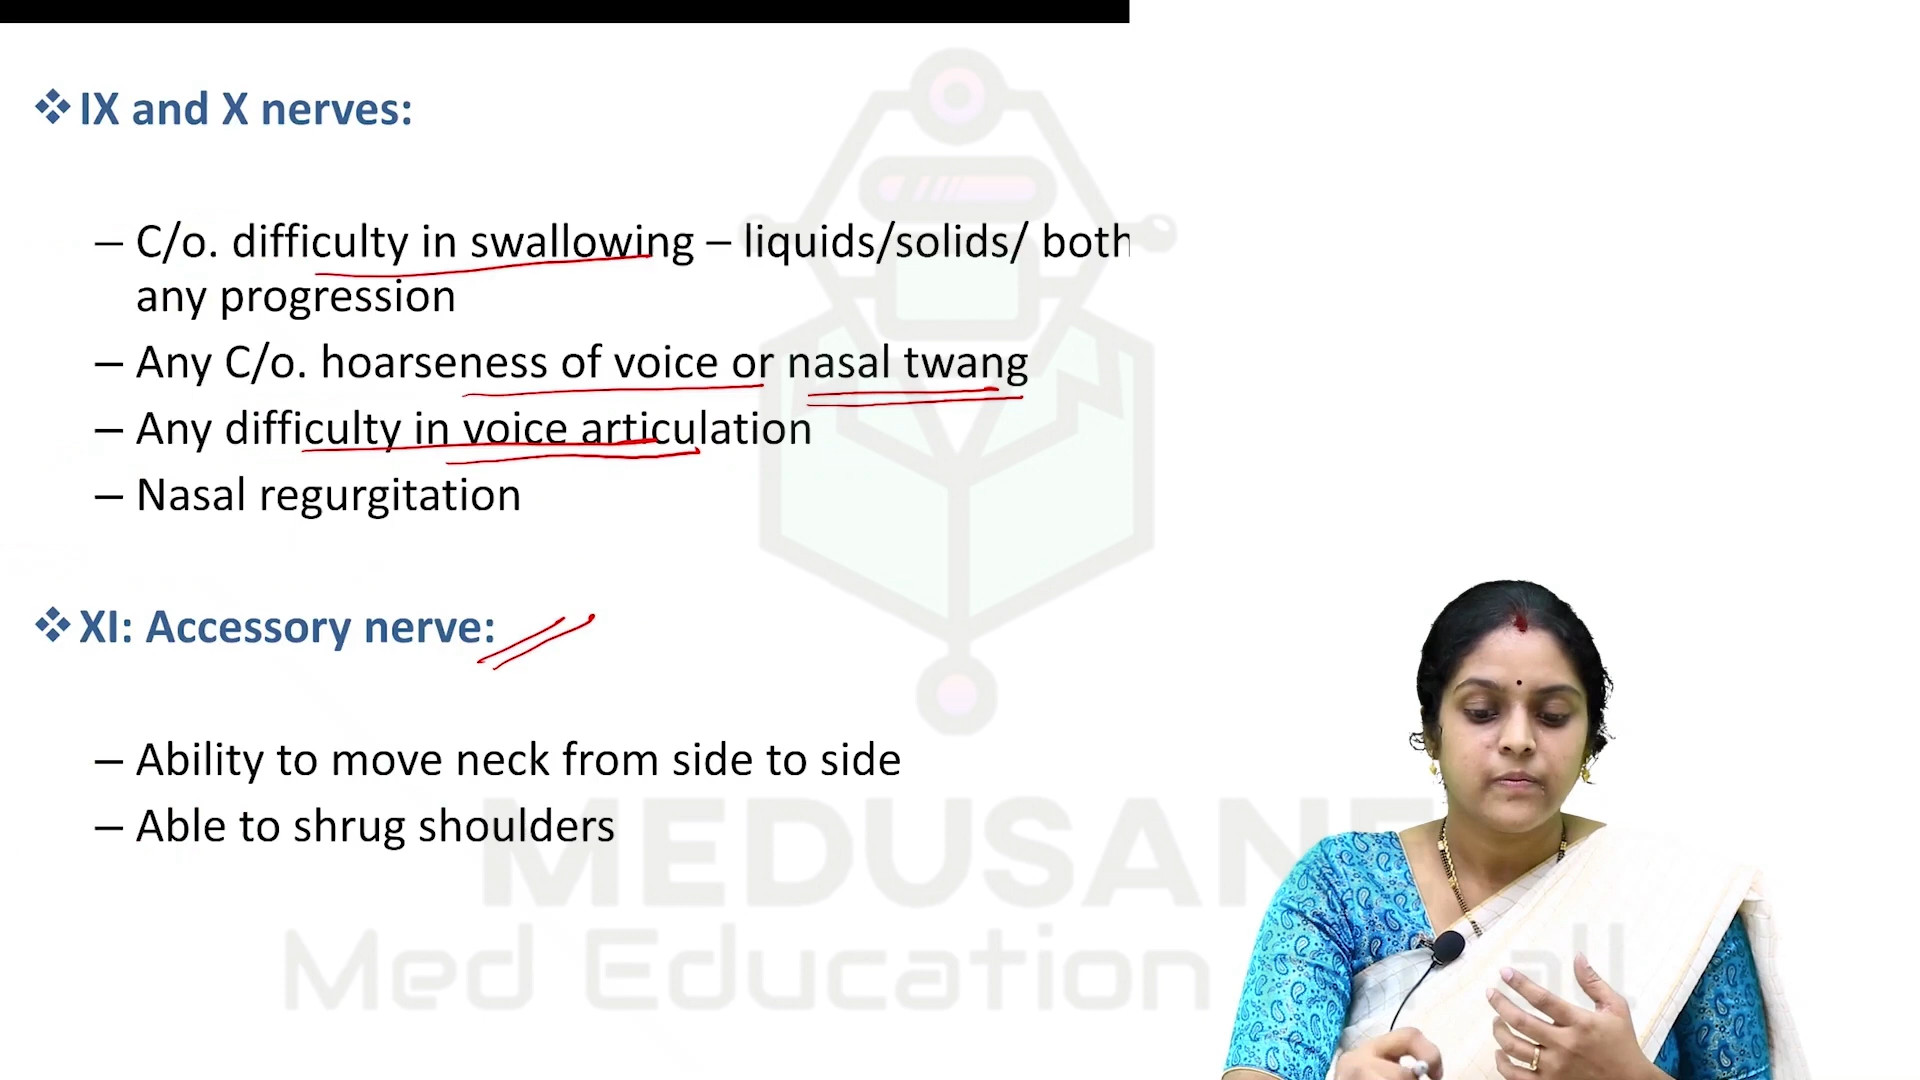 ❖ IX and X nerves:
– C/o. difficulty in swallowing – liquids/solids/ both
any progression
– Any C/o. hoarseness of voice or nasal twang
– Any difficulty in voice articulation
– Nasal regurgitation
❖ XI: Accessory nerve:
– Ability to move neck from side to side
– Able to shrug shoulders
Med Education